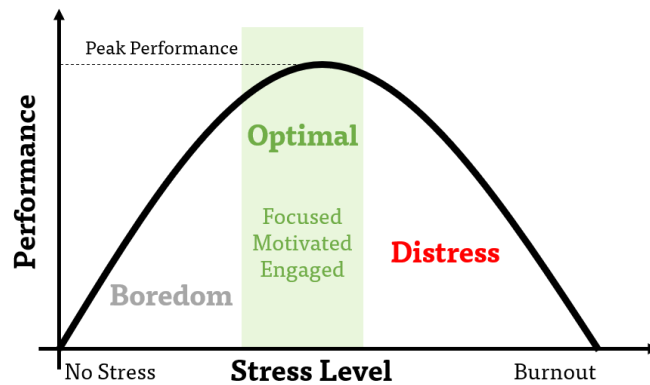 Peak Performance
Performance
Optimal
Focused
Motivated
Engaged
Distress
Boredom
No Stress
Stress Level
Burnout